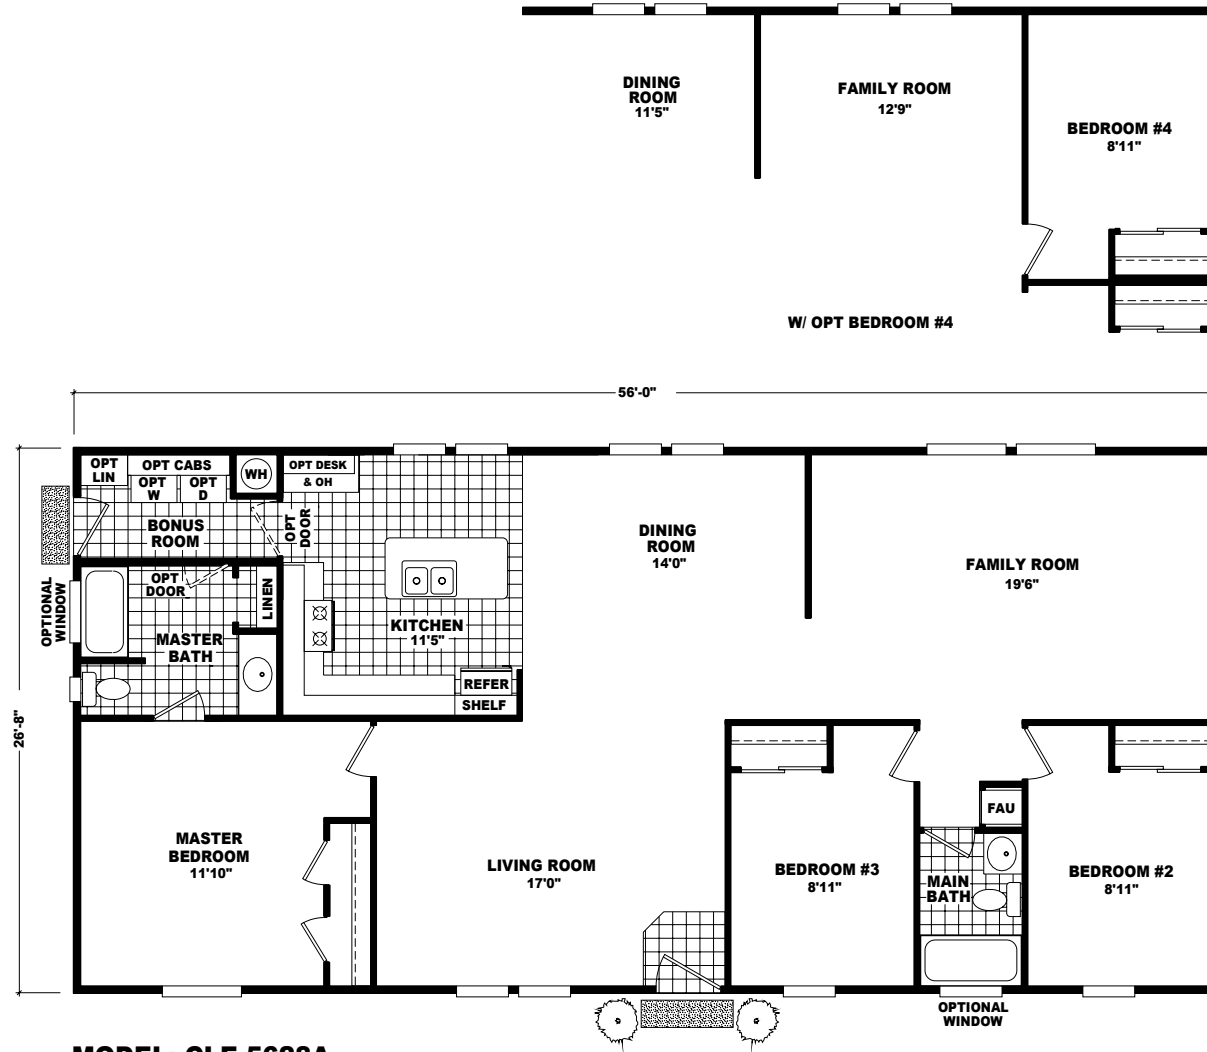 DINING
ROOM
11'5"
FAMILY ROOM
12'9"
BEDROOM #4
8'11"
W/ OPT BEDROOM #4
56'-0"
OPT
LIN
OPT CABS
OPT
W
OPT
D
WH
OPT DESK
& OH
BONUS
ROOM
OPT
DOOR
DINING
ROOM
14'0"
FAMILY ROOM
19'6"
OPTIONAL
WINDOW
OPT
DOOR
LINEN
MASTER
BATH
KITCHEN
11'5"
REFER
SHELF
26'-8"
MASTER
BEDROOM
11'10"
LIVING ROOM
17'0"
BEDROOM #3
8'11"
FAU
MAIN
BATH
BEDROOM #2
8'11"
OPTIONAL
WINDOW